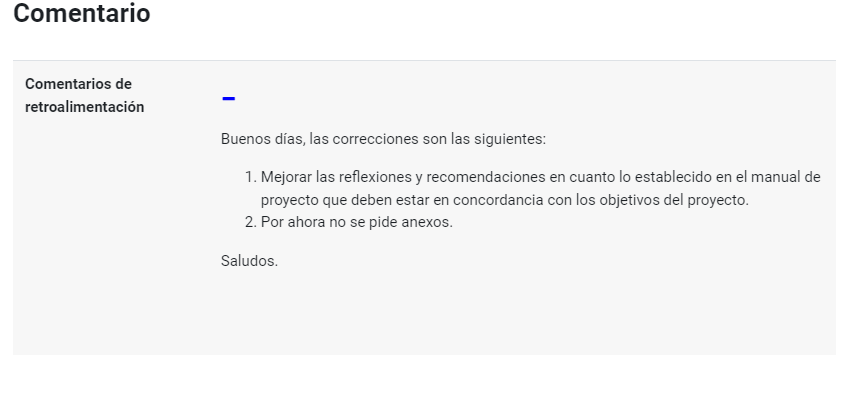 Comentario
Comentarios de
retroalimentación
Buenos días, las correcciones son las siguientes:
1. Mejorar las reflexiones y recomendaciones en cuanto lo establecido en el manual de
proyecto que deben estar en concordancia con los objetivos del proyecto.
2. Por ahora no se pide anexos.
Saludos.